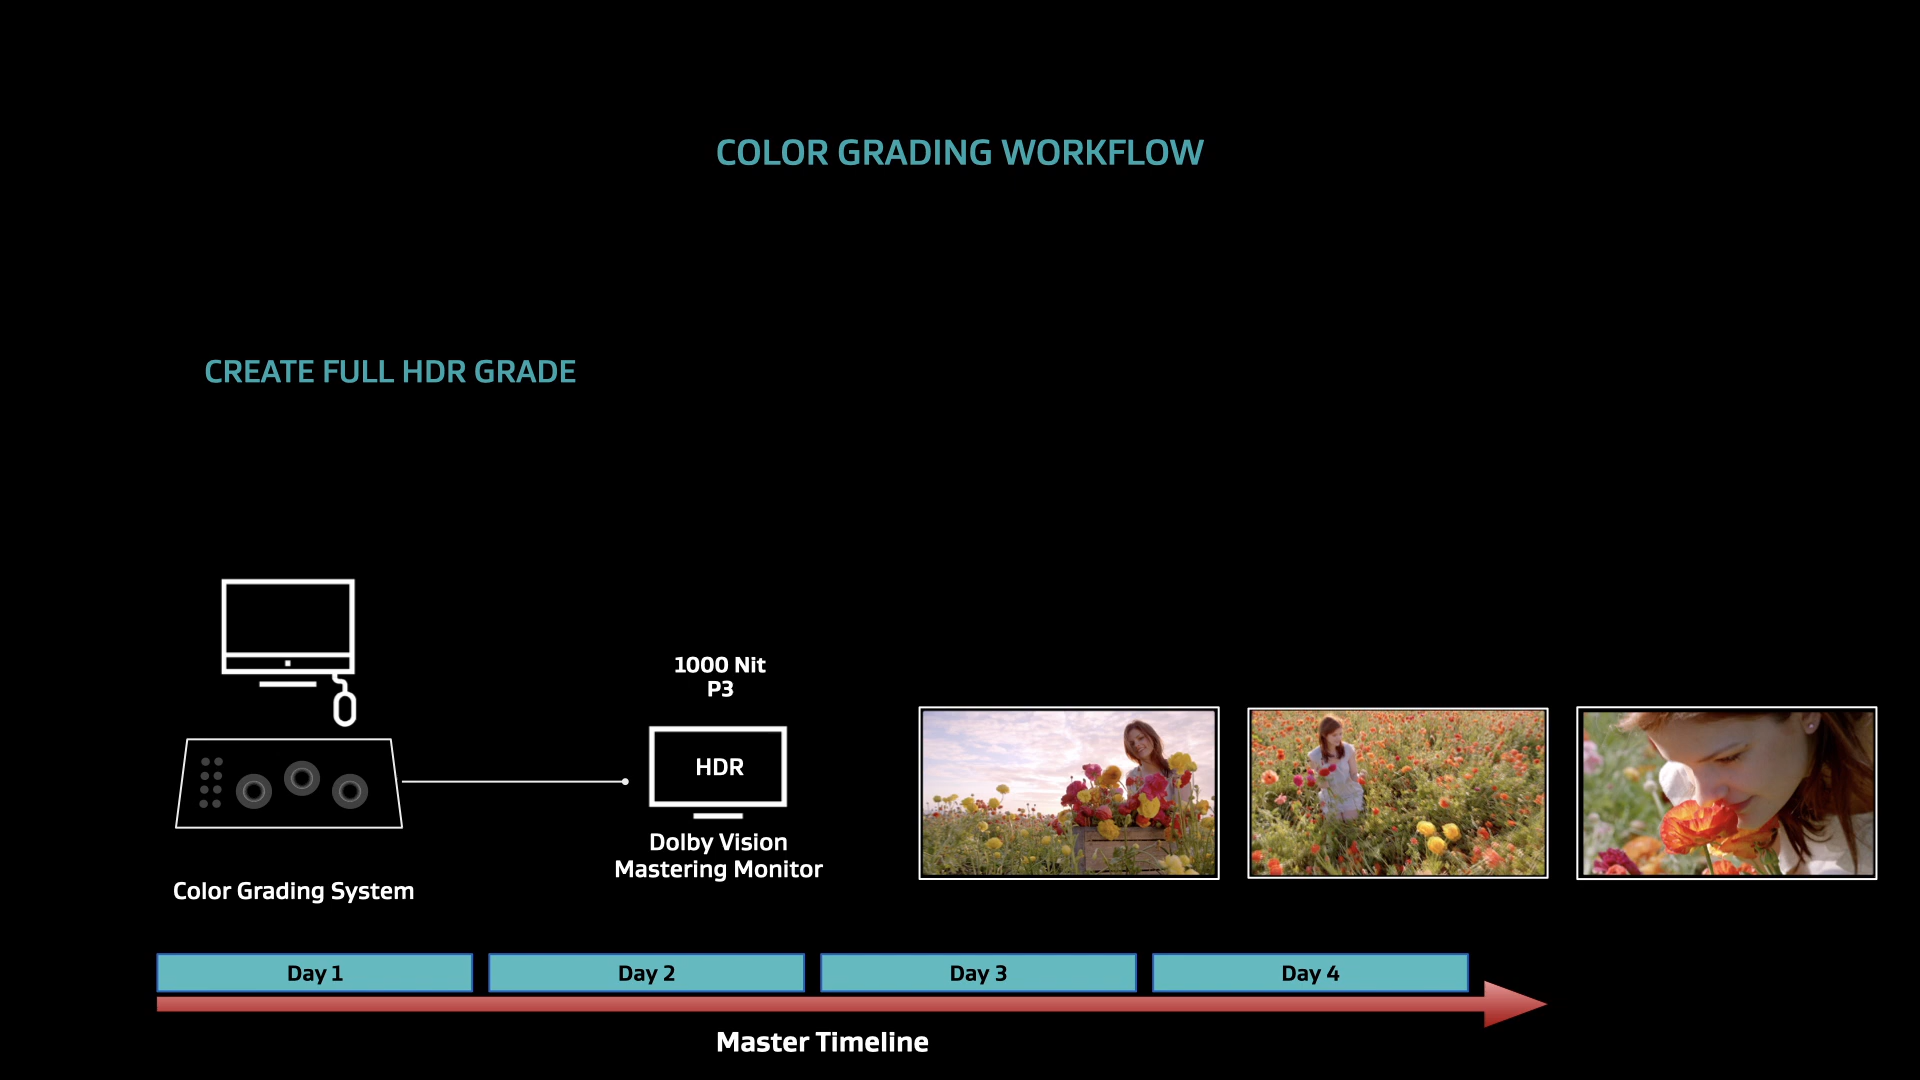 COLOR GRADING WORKFLOW
CREATE FULL HDR GRADE
1000 Nit
P3
HDR
Dolby Vision
Mastering Monitor
Color Grading System
Day 1
Day 2
Day 3
Day 4
Master Timeline